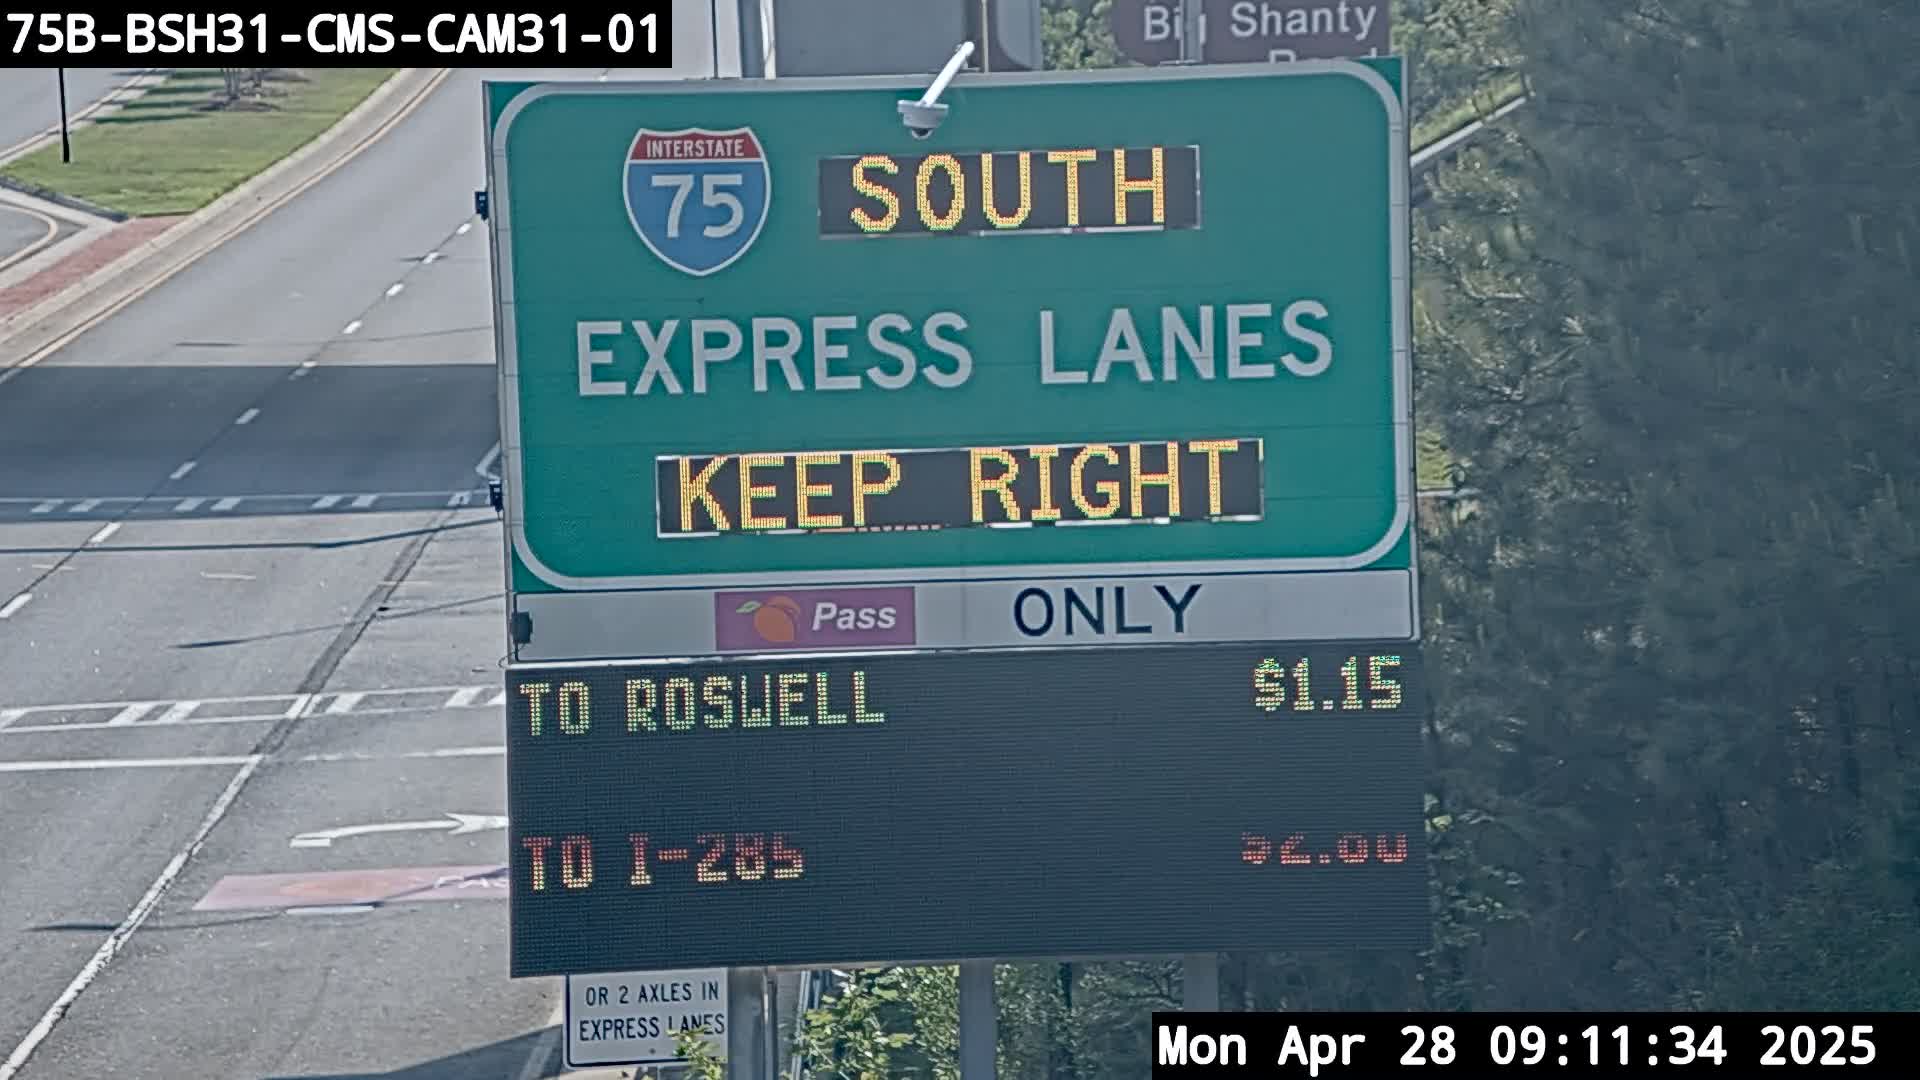 75B-BSH31-CMS-CAM31-01
Big Shanty
INTERSTATE
75
SOUTH
EXPRESS LANES
KEEP RIGHT
Pass ONLY
TO ROSWELL $1.15
TO I-285
OR 2 AXLES IN
EXPRESS LANES
Mon Apr 28 09:11:34 2025